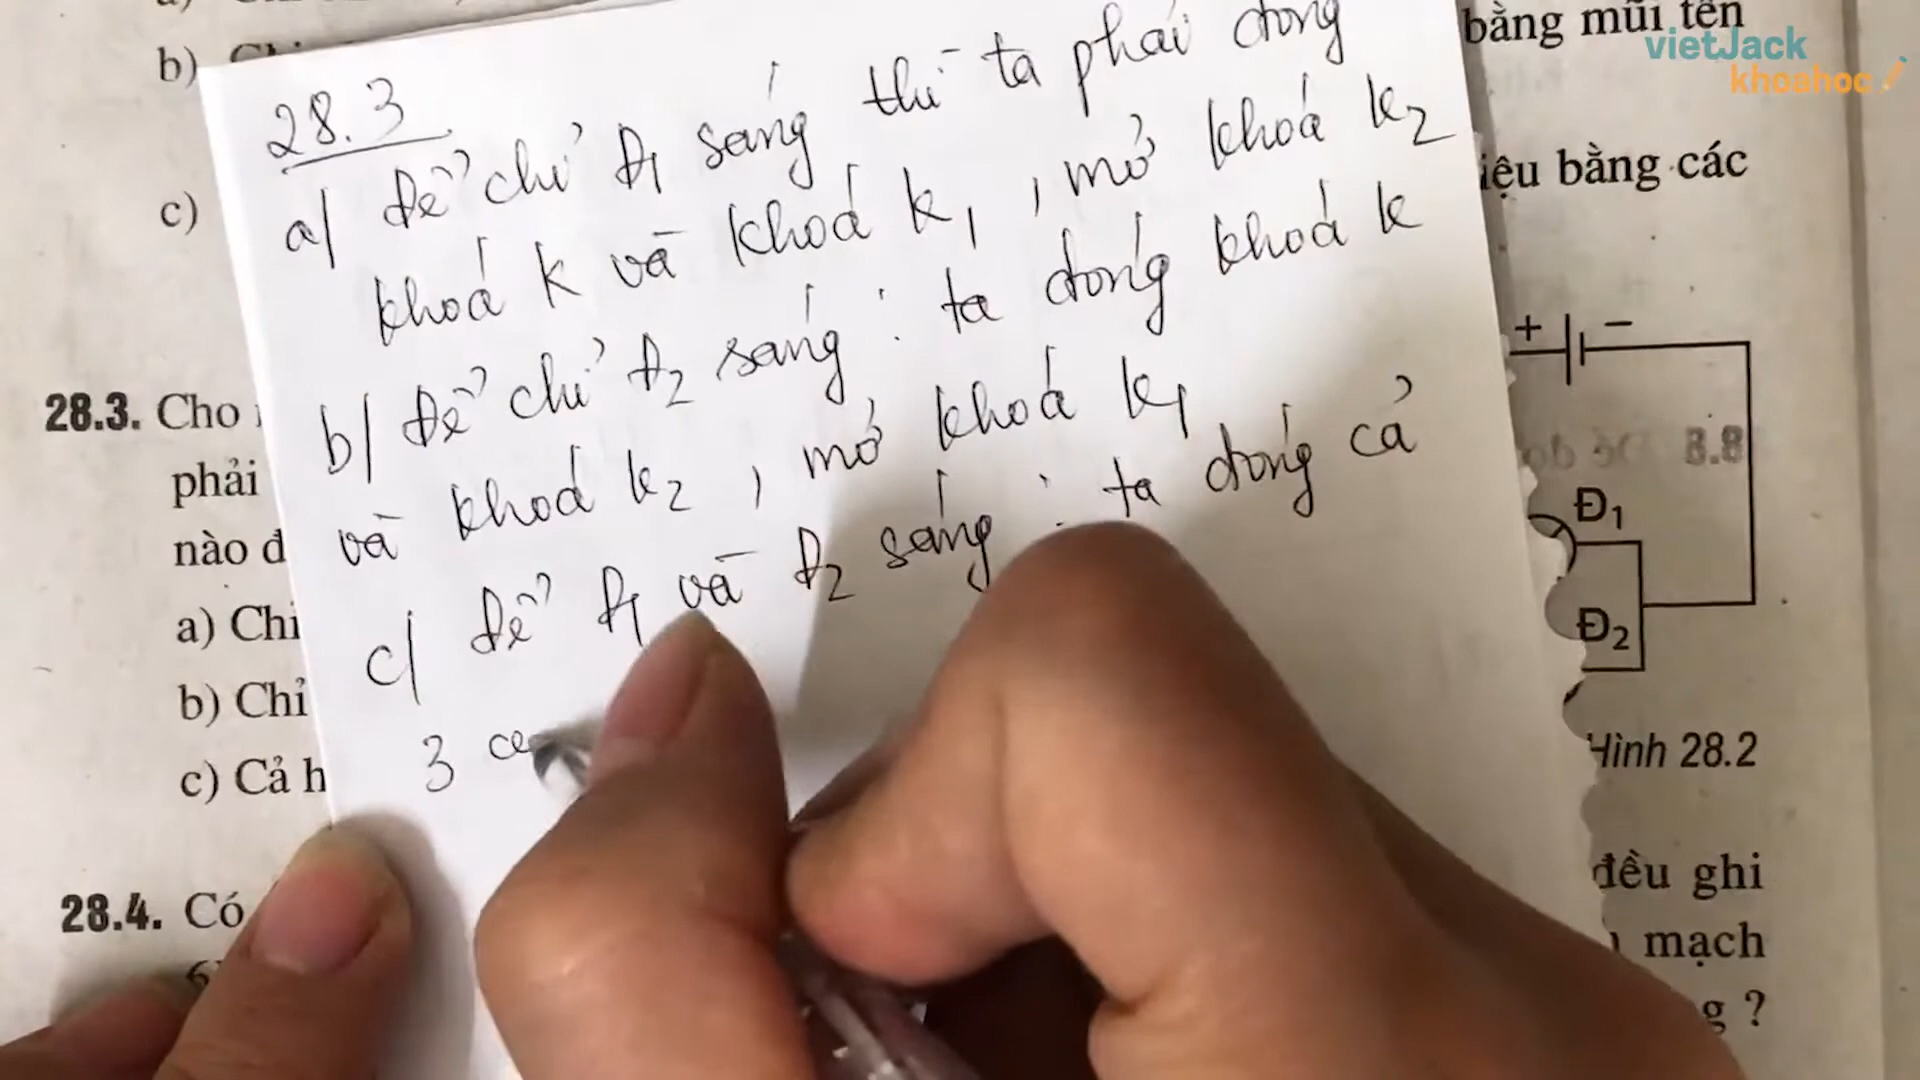 b)
bằng mũi tên
vietJack
khoahoc
c)
iệu bằng các
28.3
a/ Để chỉ Đ1 sáng thì ta phải đóng
khoá K và khoá K1, mở khoá K2
b/ Để chỉ Đ2 sáng : ta đóng khoá K
và khoá K2, mở khoá K1
c/ Để Đ1 và Đ2 sáng : ta đóng cả
3
28.3. Cho
phải
nào đ
a) Chỉ
b) Chỉ
c) Cả h
+ −
Đ1
Đ2
Hình 28.2
28.4. Có
đều ghi
mạch
g ?